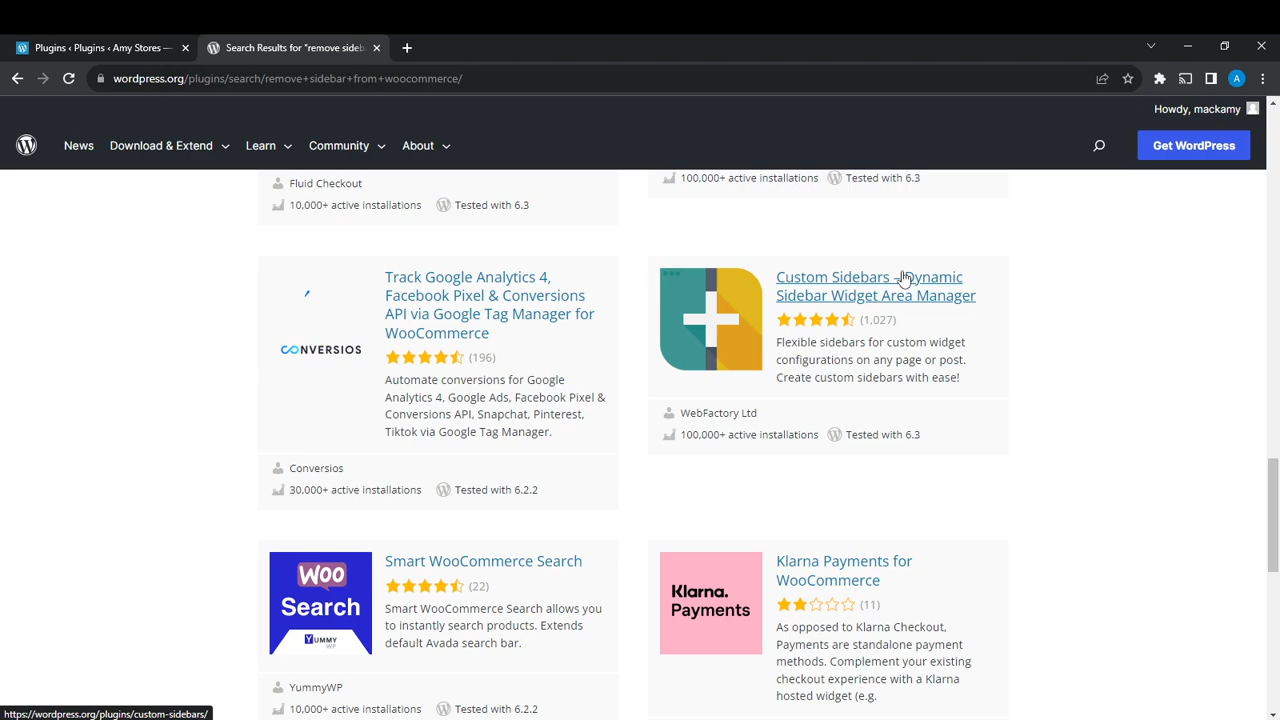 Plugins ‹ Plugins ‹ Amy Stores —
Search Results for "remove sideb
wordpress.org/plugins/search/remove+sidebar+from+woocommerce/
Howdy, mackamy
News
Download & Extend
Learn
Community
About
Get WordPress
Fluid Checkout
10,000+ active installations
Tested with 6.3
100,000+ active installations
Tested with 6.3
CONVERSIOS
Track Google Analytics 4,
Facebook Pixel & Conversions
API via Google Tag Manager for
WooCommerce
(196)
Automate conversions for Google
Analytics 4, Google Ads, Facebook Pixel &
Conversions API, Snapchat, Pinterest,
Tiktok via Google Tag Manager.
Conversios
30,000+ active installations
Tested with 6.2.2
Custom Sidebars – Dynamic
Sidebar Widget Area Manager
(1,027)
Flexible sidebars for custom widget
configurations on any page or post.
Create custom sidebars with ease!
WebFactory Ltd
100,000+ active installations
Tested with 6.3
WOO
Search
YUMMY
WP
Smart WooCommerce Search
(22)
Smart WooCommerce Search allows you
to instantly search products. Extends
default Avada search bar.
YummyWP
10,000+ active installations
Tested with 6.2.2
Klarna.
Payments
Klarna Payments for
WooCommerce
(11)
As opposed to Klarna Checkout,
Payments are standalone payment
methods. Complement your existing
checkout experience with a Klarna
hosted widget (e.g.
https://wordpress.org/plugins/custom-sidebars/
A